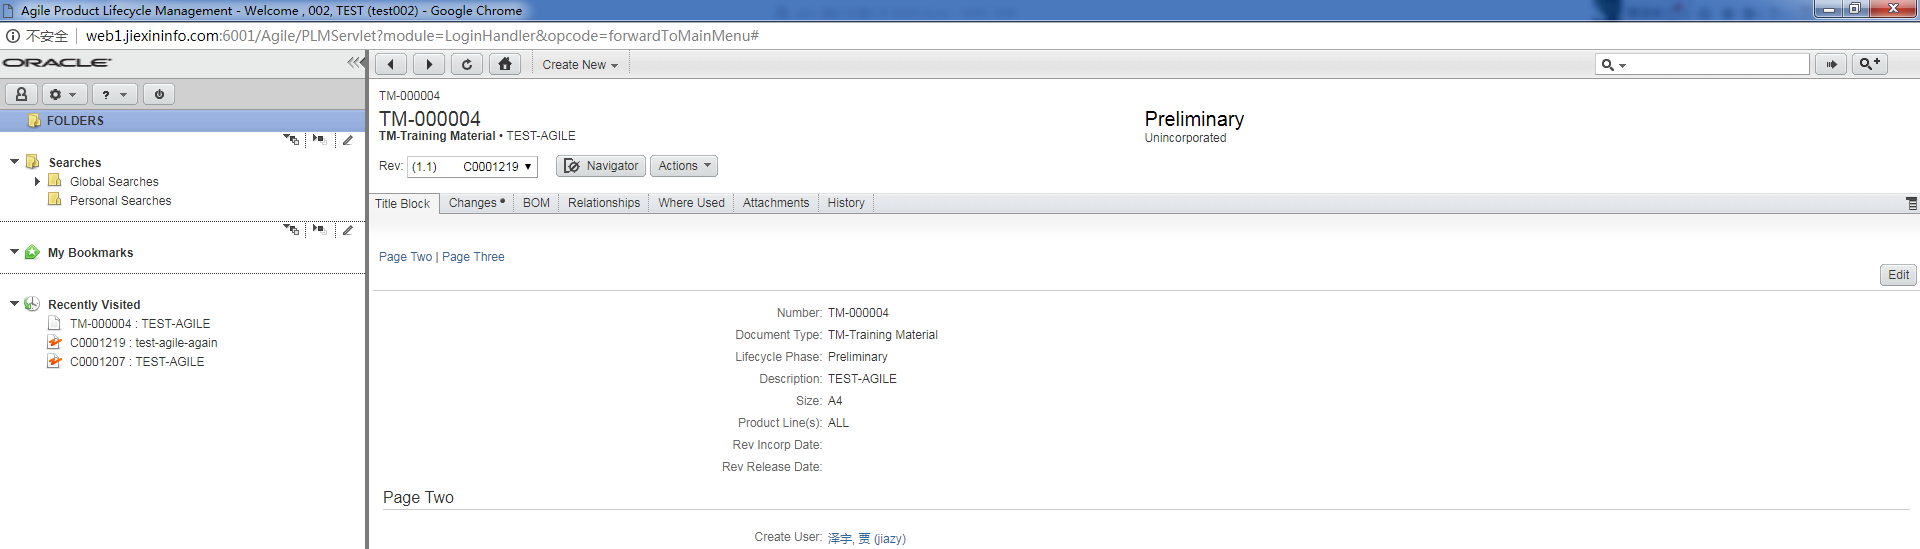 Agile Product Lifecycle Management - Welcome , 002, TEST (test002) - Google Chrome
不安全 web1.jiexininfo.com:6001/Agile/PLMServlet?module=LoginHandler&opcode=forwardToMainMenu#
ORACLE
Create New
FOLDERS
Searches
Global Searches
Personal Searches
My Bookmarks
Recently Visited
TM-000004 : TEST-AGILE
C0001219 : test-agile-again
C0001207 : TEST-AGILE
TM-000004
TM-000004
TM-Training Material • TEST-AGILE
Preliminary
Unincorporated
Rev: (1.1) C0001219 Navigator Actions
Title Block Changes BOM Relationships Where Used Attachments History
Page Two | Page Three
Edit
Number: TM-000004
Document Type: TM-Training Material
Lifecycle Phase: Preliminary
Description: TEST-AGILE
Size: A4
Product Line(s): ALL
Rev Incorp Date:
Rev Release Date:
Page Two
Create User: 泽宇, 贾 (jiazy)